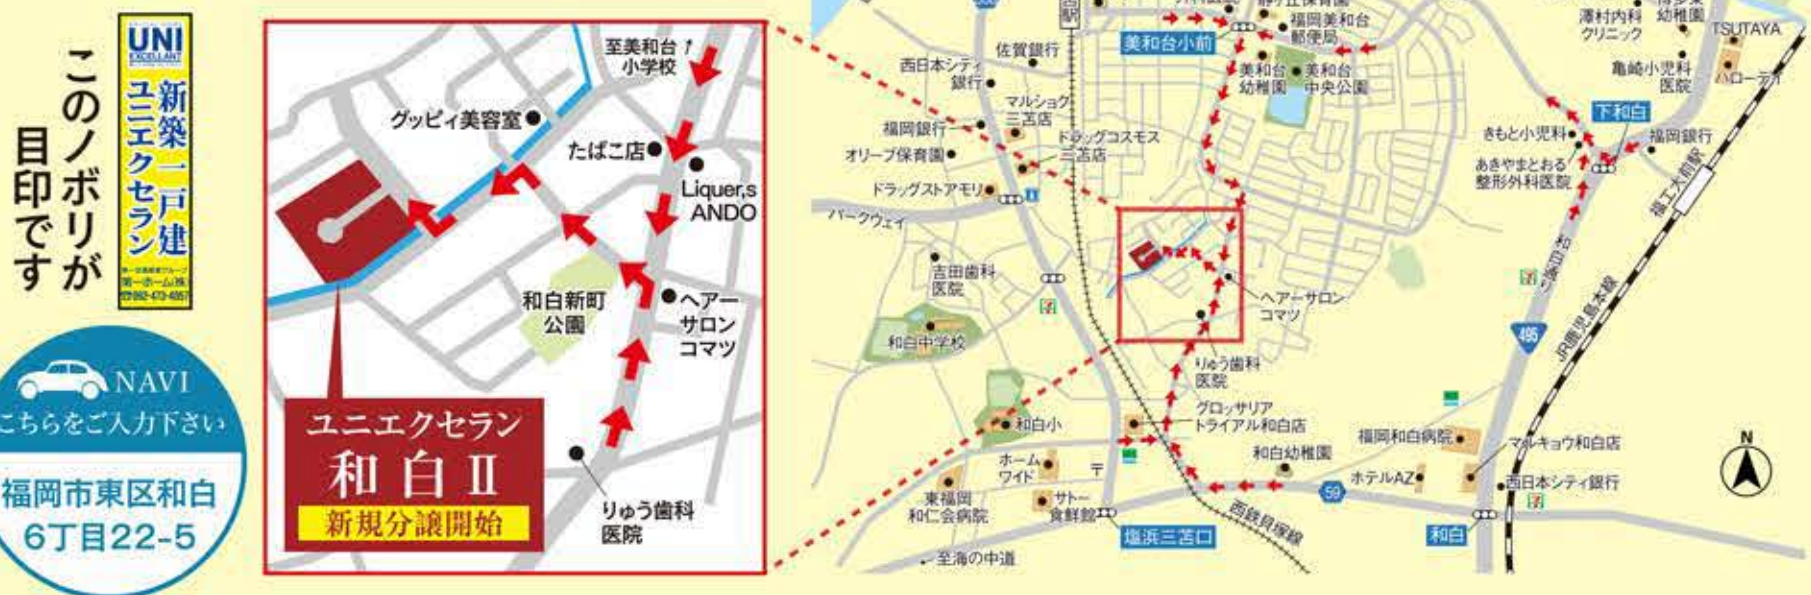 このノボリが
目印です
UNI
EXCELLANT
新築一戸建
ユニエクセラン
NAVI
こちらをご入力下さい
福岡市東区和白
6丁目22-5
至美和台↑
小学校
グッピィ美容室
たばこ店
Liquer,s
ANDO
和白新町
公園
ヘアー
サロン
コマツ
ユニエクセラン
和白Ⅱ
新規分譲開始
りゅう歯科
医院
美和台小前
福岡美和台
郵便局
美和台
幼稚園
美和台
中央公園
佐賀銀行
西日本シティ
銀行
マルショク
三苫店
福岡銀行
ドラッグコスモス
三苫店
オリーブ保育園
ドラッグストアモリ
パークウェイ
吉田歯科
医院
和白中学校
ヘアーサロン
コマツ
りゅう歯科
医院
グロッサリア
トライアル和白店
和白小
ホーム
ワイド
〒
東福岡
和仁会病院
サトー
食鮮館
塩浜三苫口
至海の中道
和白幼稚園
59
西鉄貝塚線
福岡和白病院
マルキョウ和白店
ホテルAZ
西日本シティ銀行
和白
495
和白通り
JR鹿児島本線
福工大前駅
下和白
福岡銀行
きもと小児科
あきやまとおる
整形外科医院
澤村内科
クリニック
幼稚園
TSUTAYA
亀崎小児科
医院
ハローデイ
N